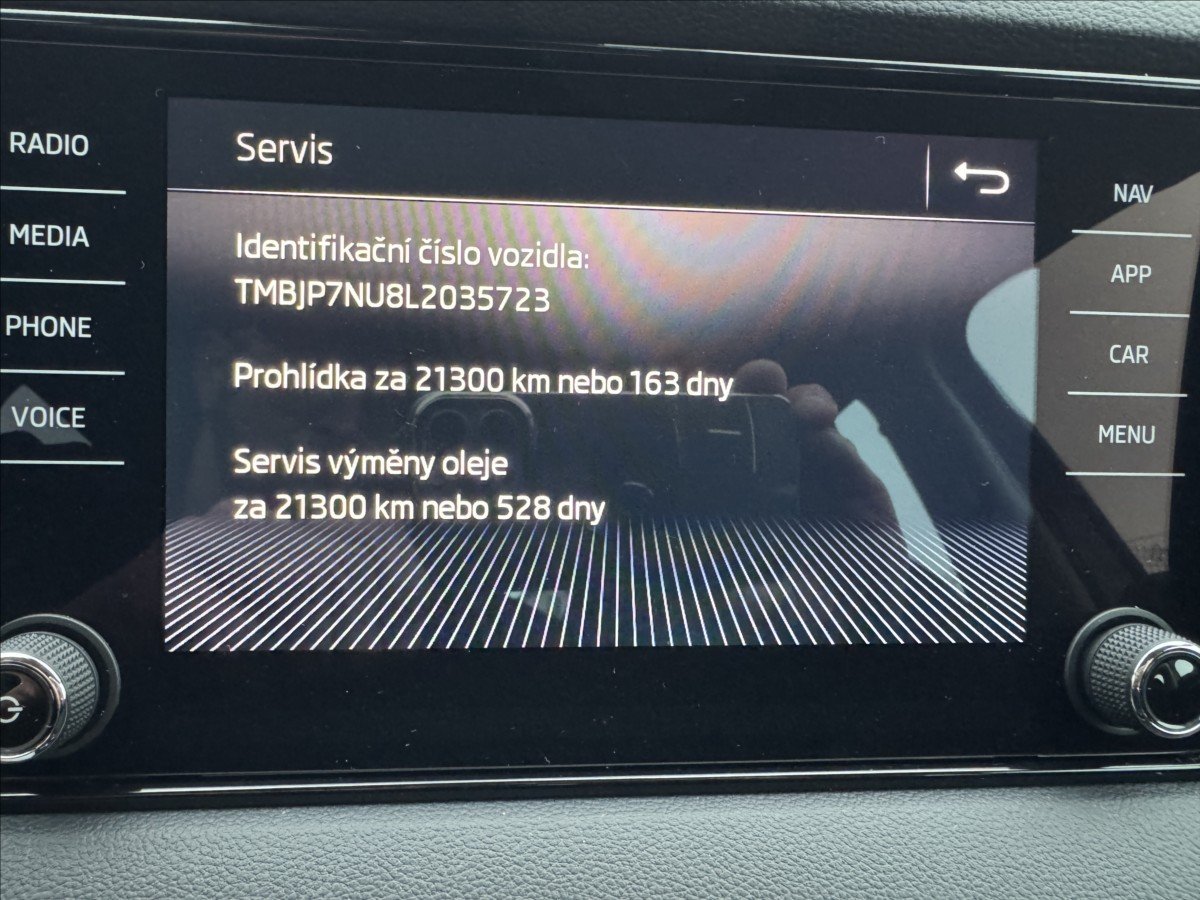 Servis
Identifikační číslo vozidla:
TMBJP7NU8L2035723
Prohlídka za 21300 km nebo 163 dny
Servis výměny oleje
za 21300 km nebo 528 dny
RADIO
MEDIA
PHONE
VOICE
NAV
APP
CAR
MENU